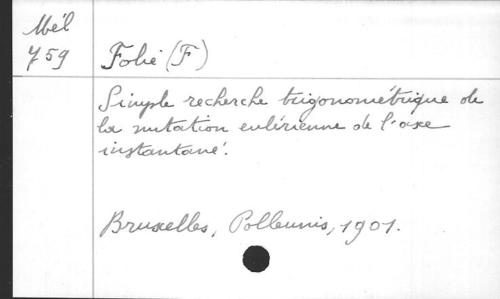 Mél
759
Folie (F)
Simple recherche trigonométrique de
la nutation eulérienne de l'axe
instantané.
Bruxelles, Polleunis, 1901.